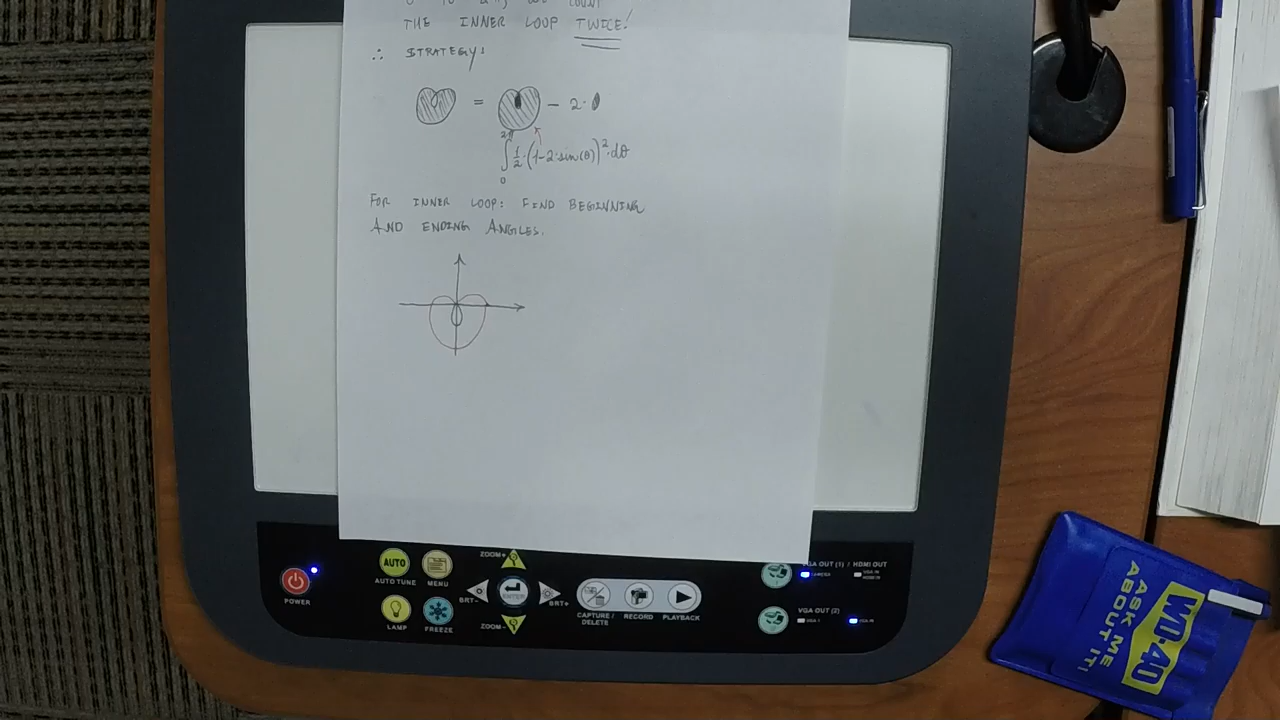 THE INNER LOOP TWICE!
∴ STRATEGY:
= − 2·
2π
∫ 1/2·(1-2·sin(θ))²·dθ
0
FOR INNER LOOP: FIND BEGINNING
AND ENDING ANGLES.
AUTO
AUTO TUNE
MENU
ZOOM+
POWER
LAMP
FREEZE
BRT-
ENTER
BRT+
ZOOM-
CAPTURE /
DELETE
RECORD
PLAYBACK
VGA OUT (1) / HDMI OUT
VGA OUT (2)
WD-40
ASK ME
ABOUT IT!